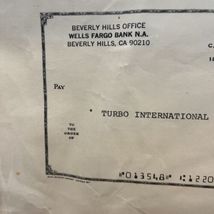 BEVERLY HILLS OFFICE
WELLS FARGO BANK N.A.
BEVERLY HILLS, CA 90210
C.
PAY
TURBO INTERNATIONAL
TO
THE
ORDER
OF
⑈013548⑈ ⑆1220